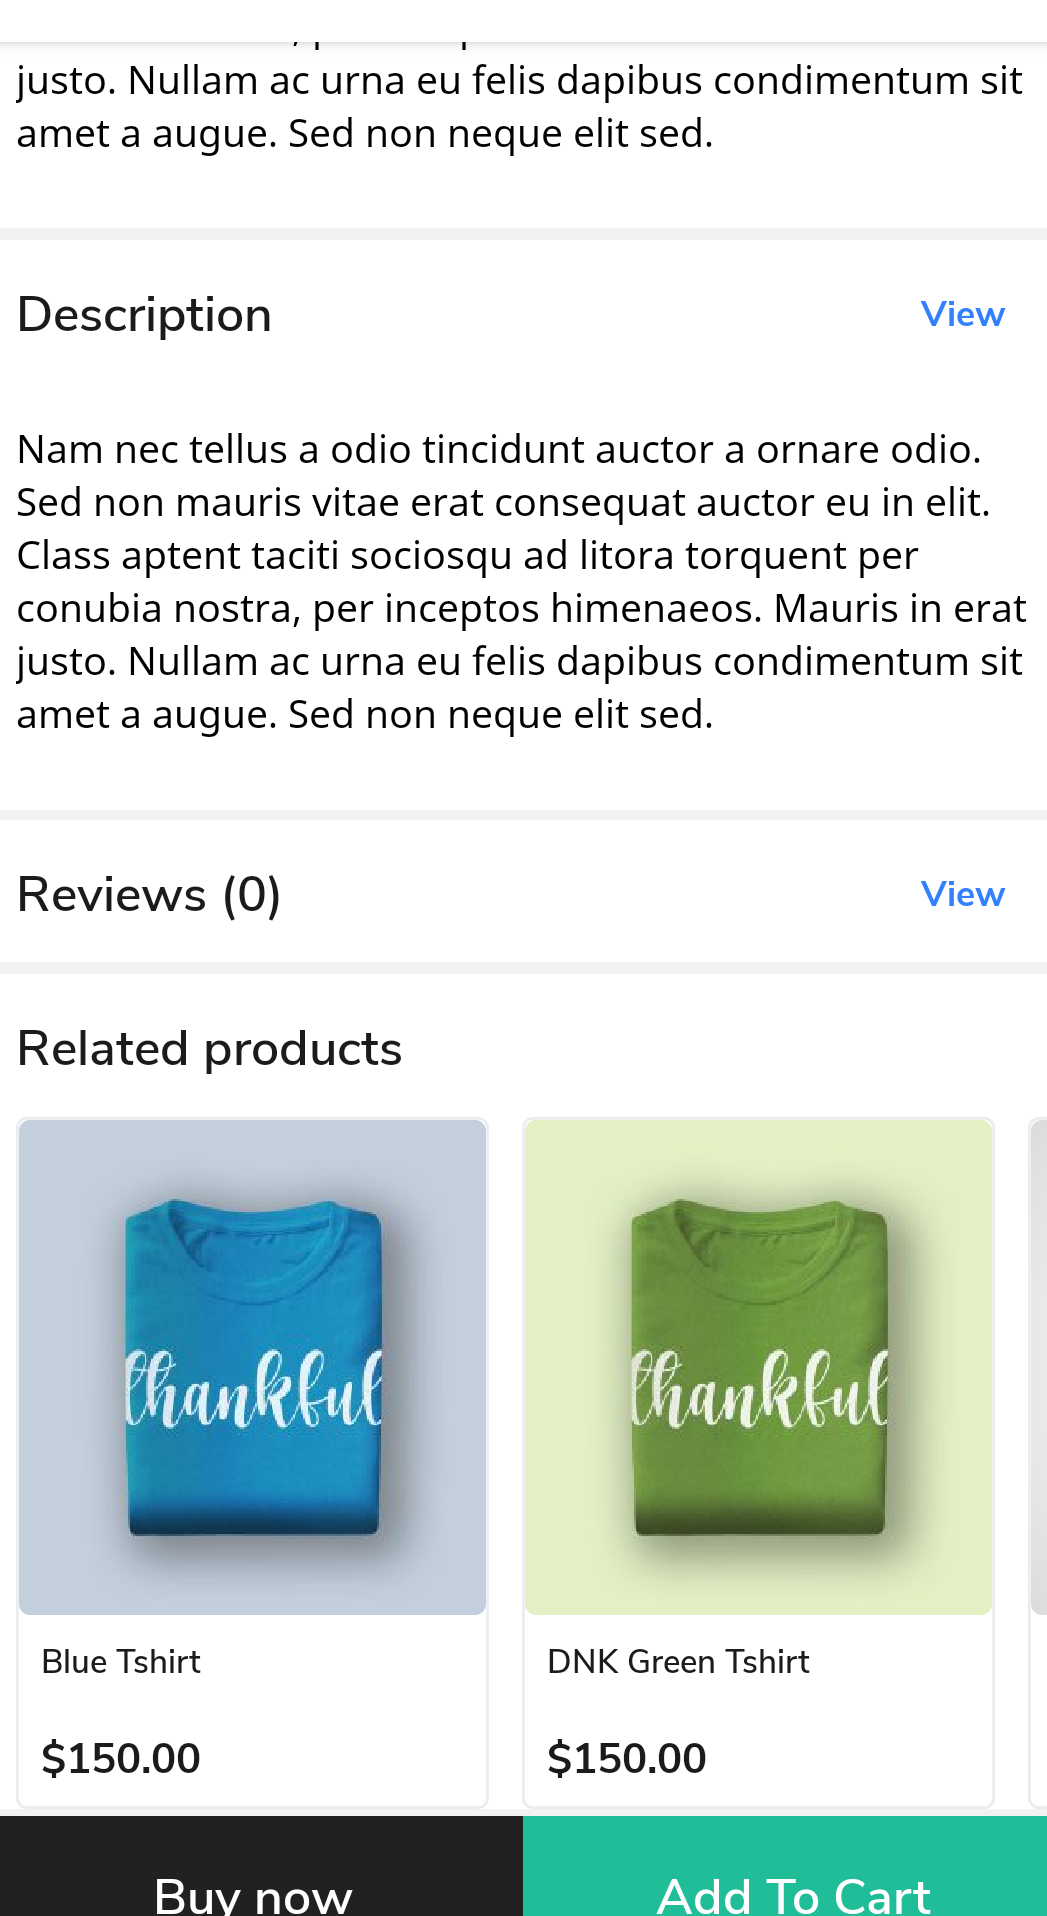 justo. Nullam ac urna eu felis dapibus condimentum sit
amet a augue. Sed non neque elit sed.
Description
View
Nam nec tellus a odio tincidunt auctor a ornare odio.
Sed non mauris vitae erat consequat auctor eu in elit.
Class aptent taciti sociosqu ad litora torquent per
conubia nostra, per inceptos himenaeos. Mauris in erat
justo. Nullam ac urna eu felis dapibus condimentum sit
amet a augue. Sed non neque elit sed.
Reviews (0)
View
Related products
thankful
thankful
Blue Tshirt
DNK Green Tshirt
$150.00
$150.00
Buy now
Add To Cart